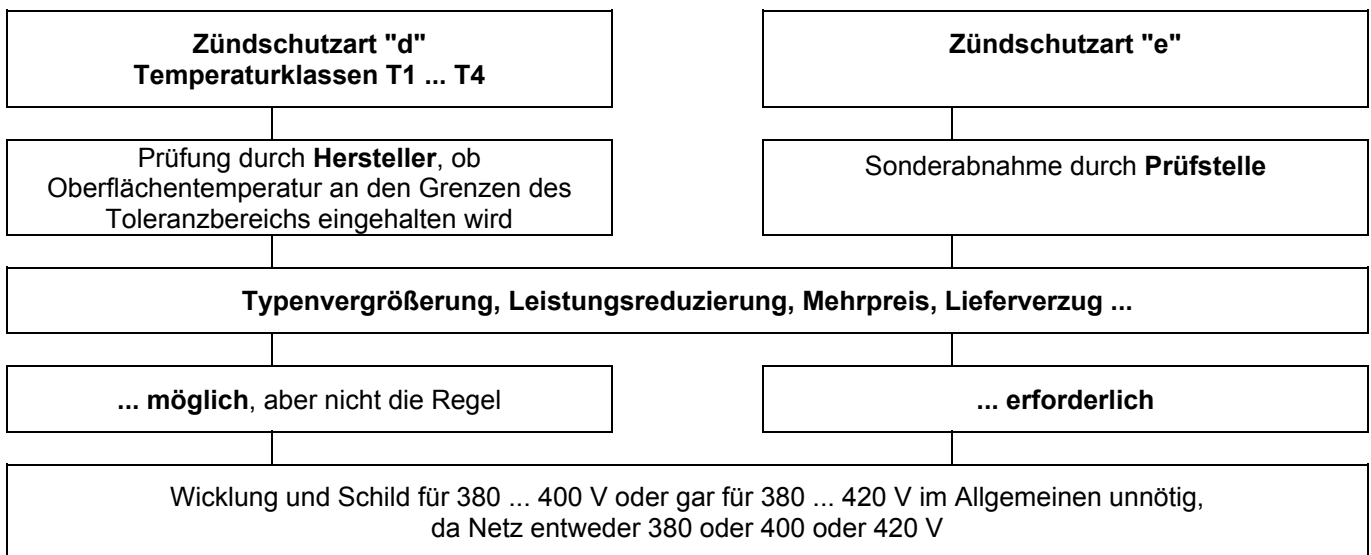 Zündschutzart "d"
Temperaturklassen T1 ... T4
Zündschutzart "e"
Prüfung durch Hersteller, ob
Oberflächentemperatur an den Grenzen des
Toleranzbereichs eingehalten wird
Sonderabnahme durch Prüfstelle
Typenvergrößerung, Leistungsreduzierung, Mehrpreis, Lieferverzug ...
... möglich, aber nicht die Regel
... erforderlich
Wicklung und Schild für 380 ... 400 V oder gar für 380 ... 420 V im Allgemeinen unnötig,
da Netz entweder 380 oder 400 oder 420 V